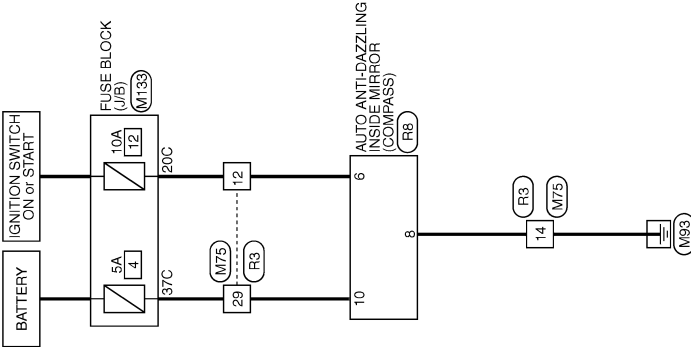 BATTERY
IGNITION SWITCH
ON or START
FUSE BLOCK
(J/B)
M133
5A
4
10A
12
37C
20C
M75
R3
29
12
AUTO ANTI-DAZZLING
INSIDE MIRROR
(COMPASS)
R8
10
6
8
R3
M75
14
M93